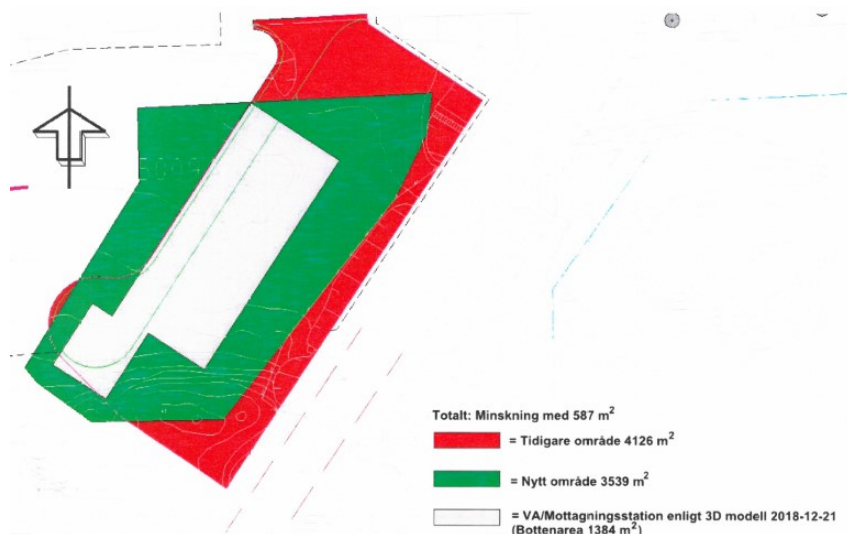 Totalt: Minskning med 587 m²
= Tidigare område 4126 m²
= Nytt område 3539 m²
= VA/Mottagningsstation enligt 3D modell 2018-12-21
(Bottenarea 1384 m²)